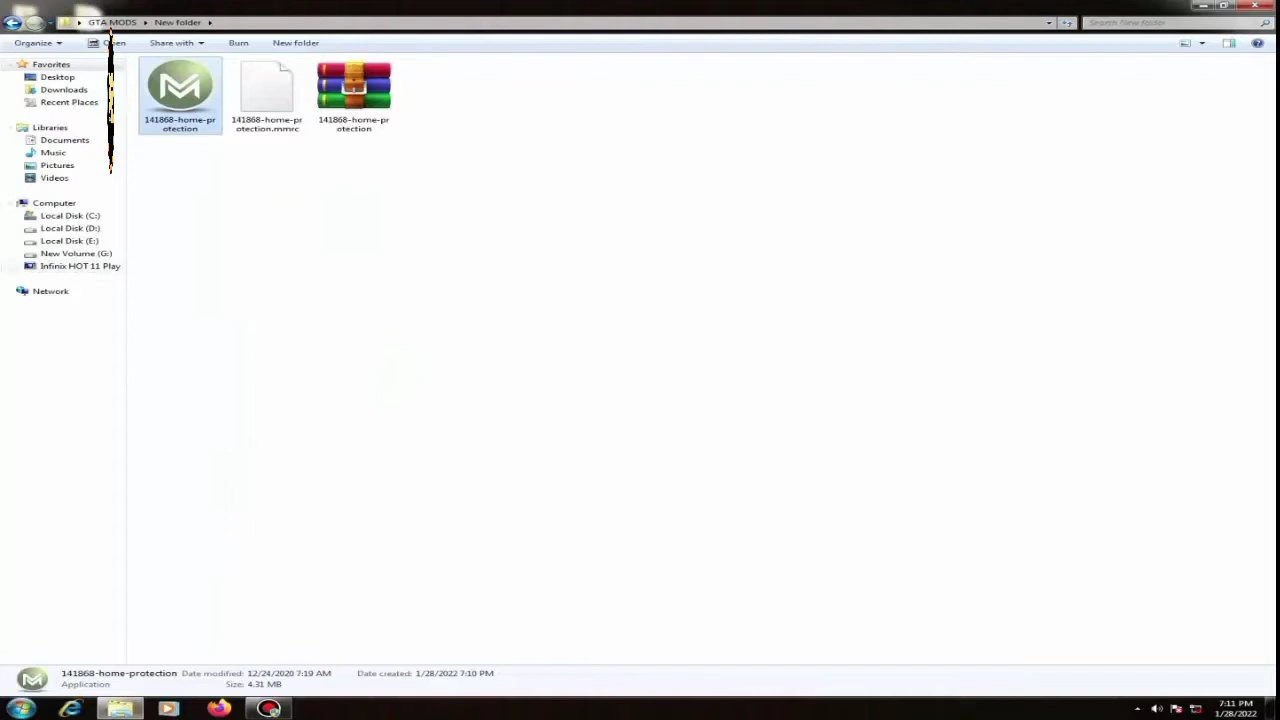 GTA MODS
New folder
Search New folder
Organize
Open
Share with
Burn
New folder
Favorites
Desktop
Downloads
Recent Places
Libraries
Documents
Music
Pictures
Videos
Computer
Local Disk (C:)
Local Disk (D:)
Local Disk (E:)
New Volume (G:)
Infinix HOT 11 Play
Network
141868-home-pr
otection
141868-home-pr
otection.mmrc
141868-home-pr
otection
141868-home-protection Date modified: 12/24/2020 7:19 AM Date created: 1/28/2022 7:10 PM
Application Size: 4.31 MB
7:11 PM
1/28/2022